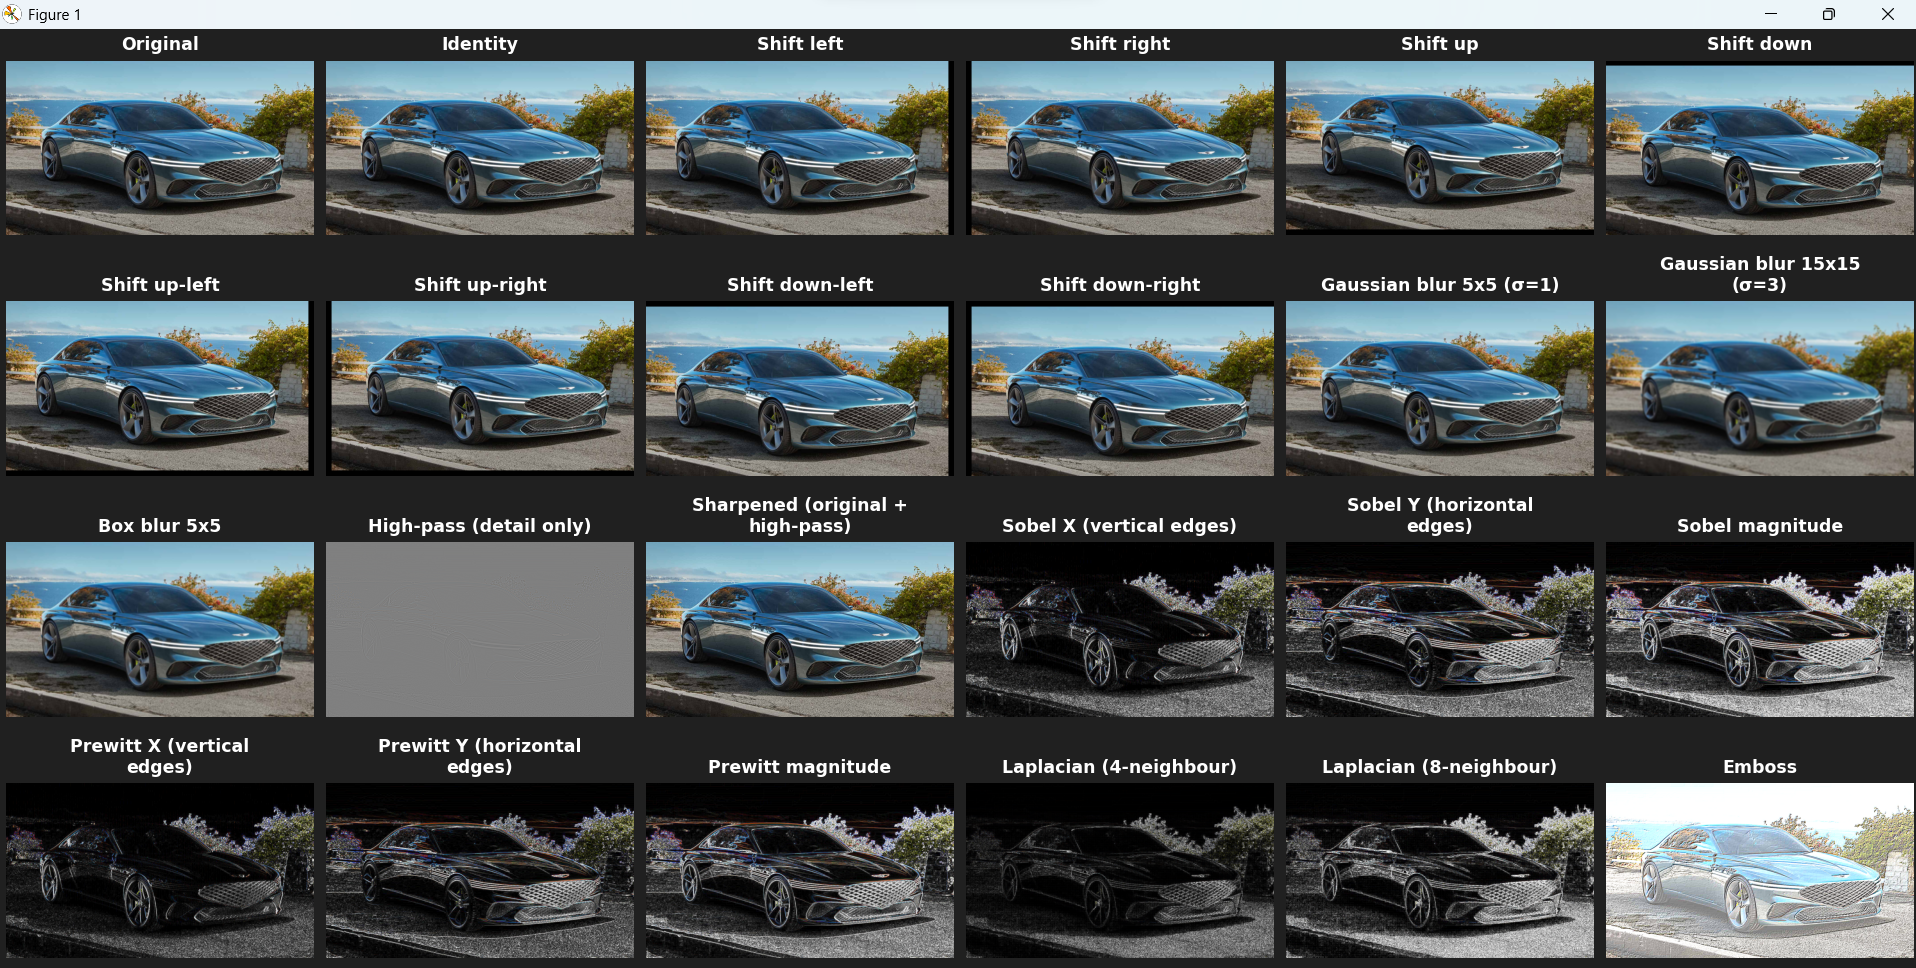 Figure 1
Original
Identity
Shift left
Shift right
Shift up
Shift down
Shift up-left
Shift up-right
Shift down-left
Shift down-right
Gaussian blur 5x5 (σ=1)
Gaussian blur 15x15
(σ=3)
Box blur 5x5
High-pass (detail only)
Sharpened (original +
high-pass)
Sobel X (vertical edges)
Sobel Y (horizontal
edges)
Sobel magnitude
Prewitt X (vertical
edges)
Prewitt Y (horizontal
edges)
Prewitt magnitude
Laplacian (4-neighbour)
Laplacian (8-neighbour)
Emboss